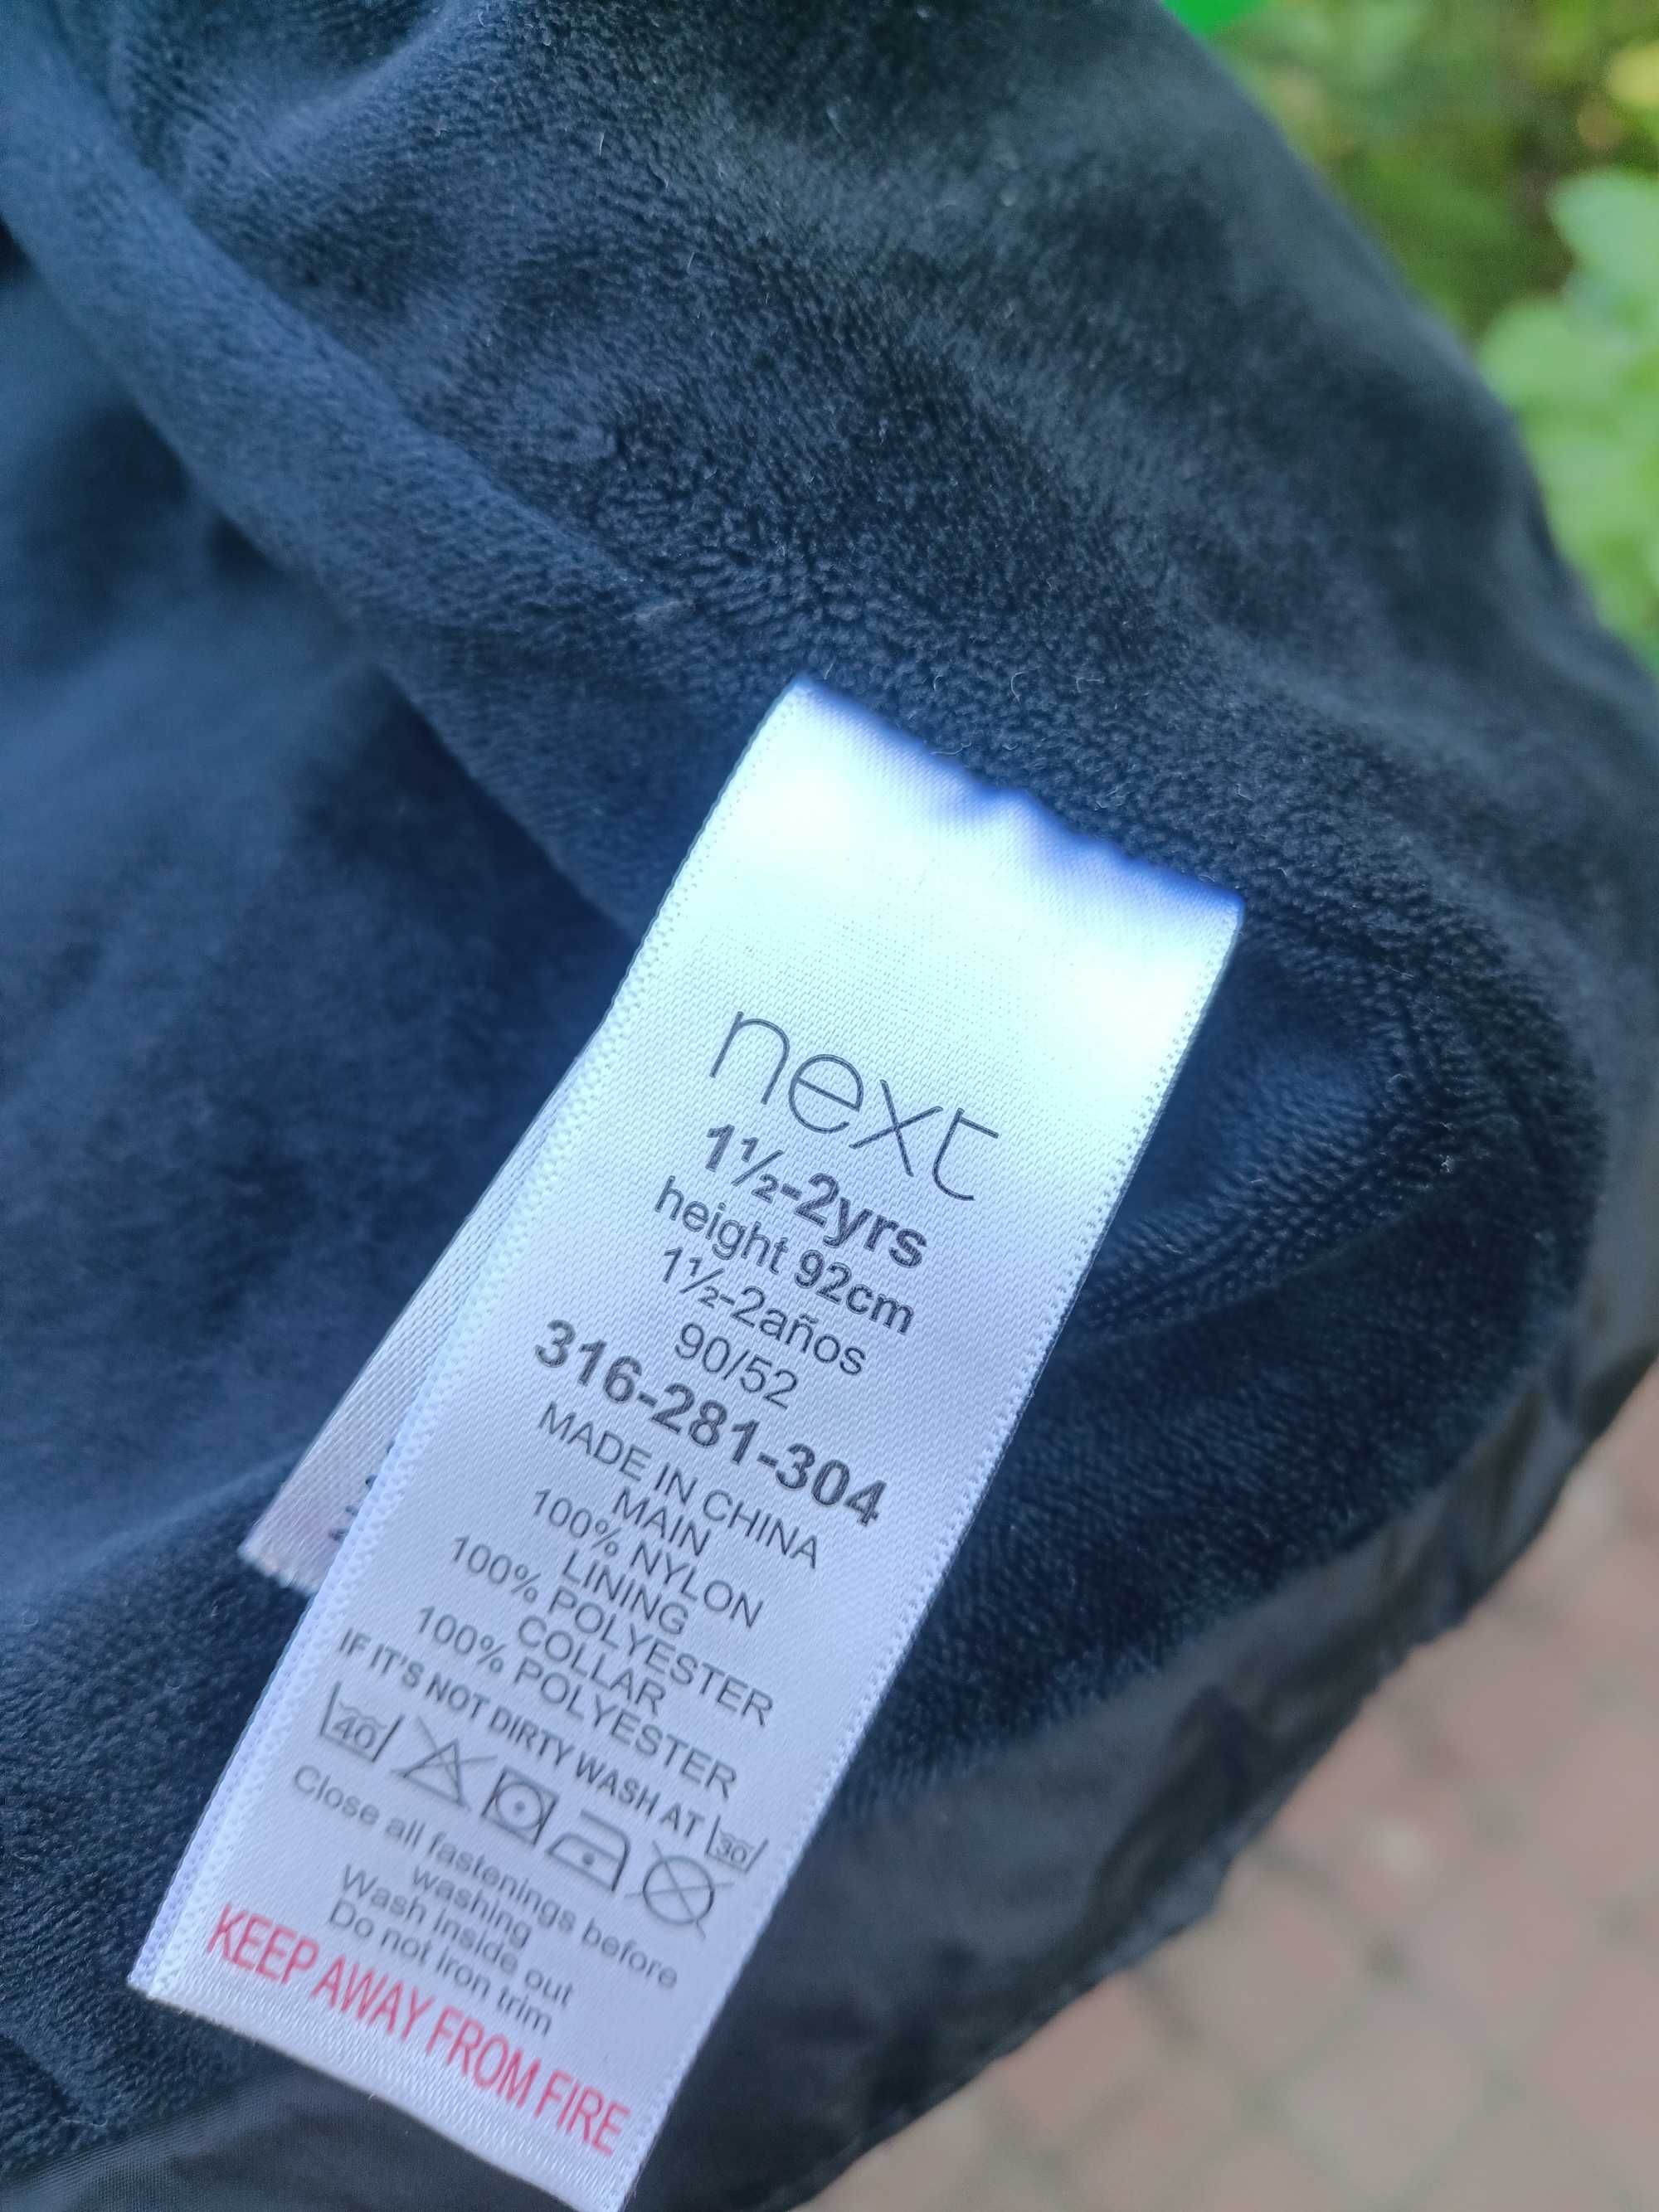 next
1½-2yrs
height 92cm
1½-2años
90/52
316-281-304
MADE IN CHINA
MAIN
100% NYLON
LINING
100% POLYESTER
COLLAR
100% POLYESTER
IF IT'S NOT DIRTY WASH AT 30
40
Close all fastenings before
washing
Wash inside out
Do not iron trim
KEEP AWAY FROM FIRE